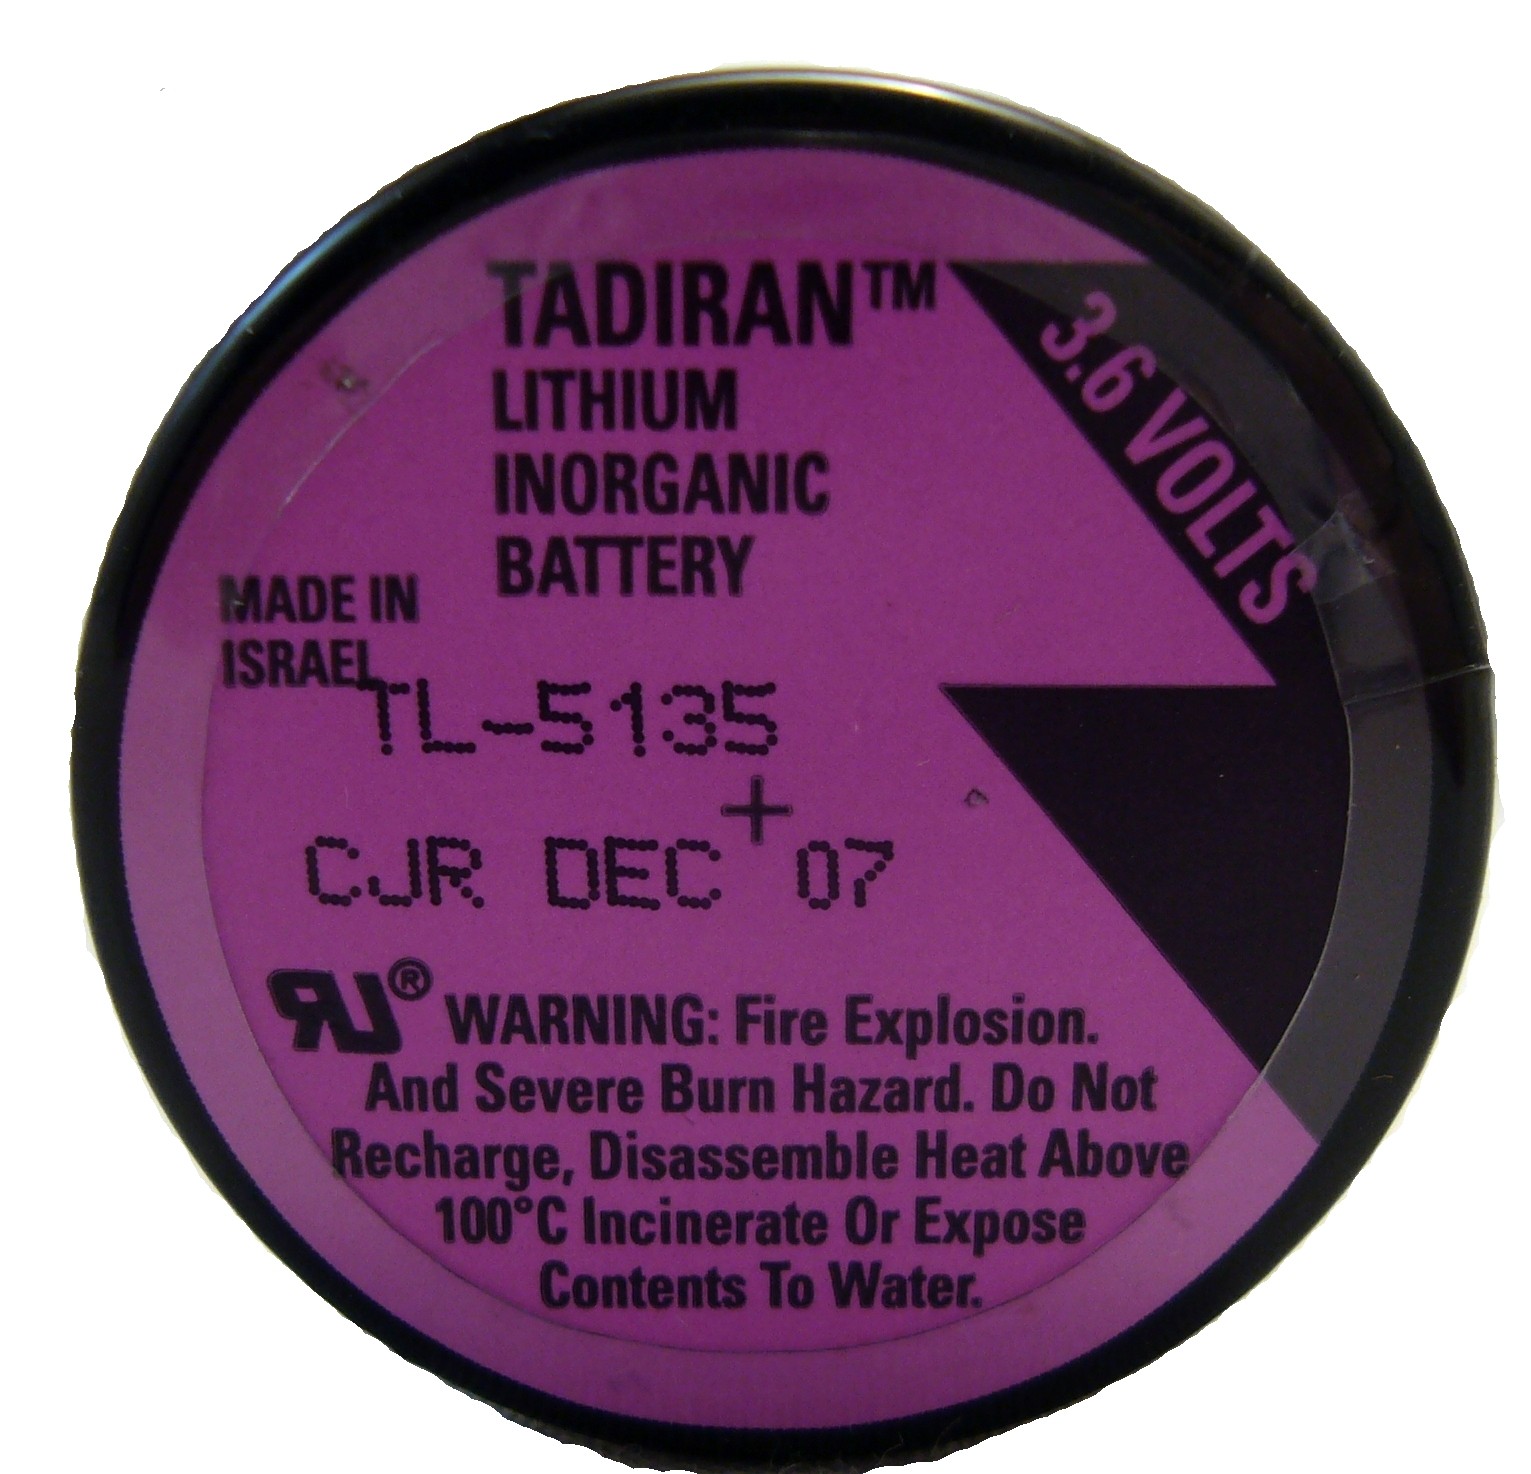 TADIRAN™
LITHIUM
INORGANIC
BATTERY
3.6 VOLTS
MADE IN
ISRAEL
TL-5135
+
CJR DEC 07
RU® WARNING: Fire Explosion.
And Severe Burn Hazard. Do Not
Recharge, Disassemble Heat Above
100°C Incinerate Or Expose
Contents To Water.